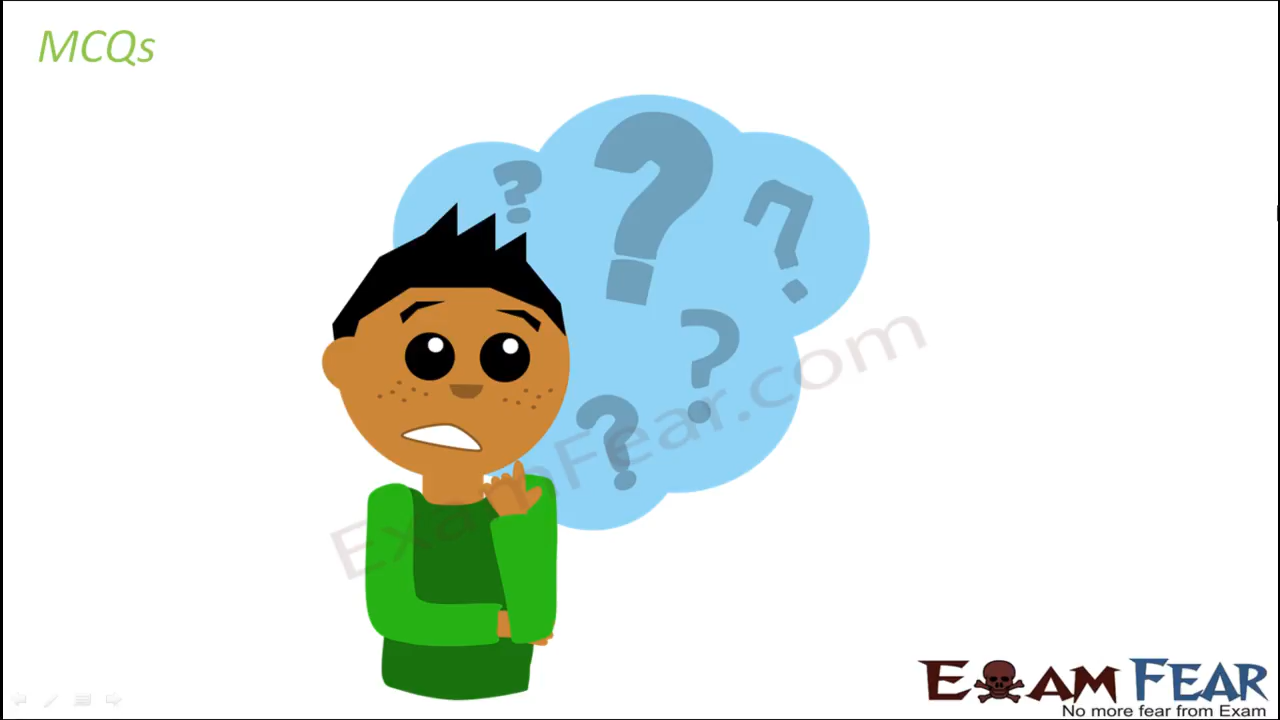 MCQs
? ? ? ? ?
ExamFear.com
EXAM FEAR
No more fear from Exam